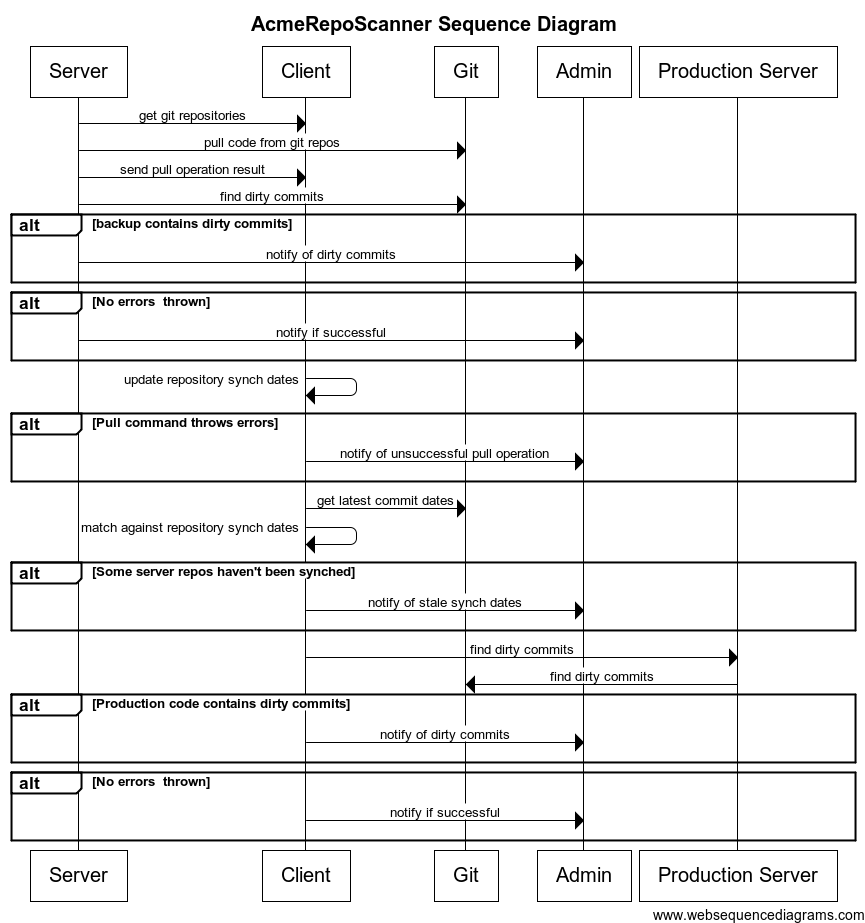 AcmeRepoScanner Sequence Diagram
Server
Client
Git
Admin
Production Server
get git repositories
pull code from git repos
send pull operation result
find dirty commits
alt
[backup contains dirty commits]
notify of dirty commits
alt
[No errors  thrown]
notify if successful
update repository synch dates
alt
[Pull command throws errors]
notify of unsuccessful pull operation
get latest commit dates
match against repository synch dates
alt
[Some server repos haven't been synched]
notify of stale synch dates
find dirty commits
find dirty commits
alt
[Production code contains dirty commits]
notify of dirty commits
alt
[No errors  thrown]
notify if successful
Server
Client
Git
Admin
Production Server
www.websequencediagrams.com